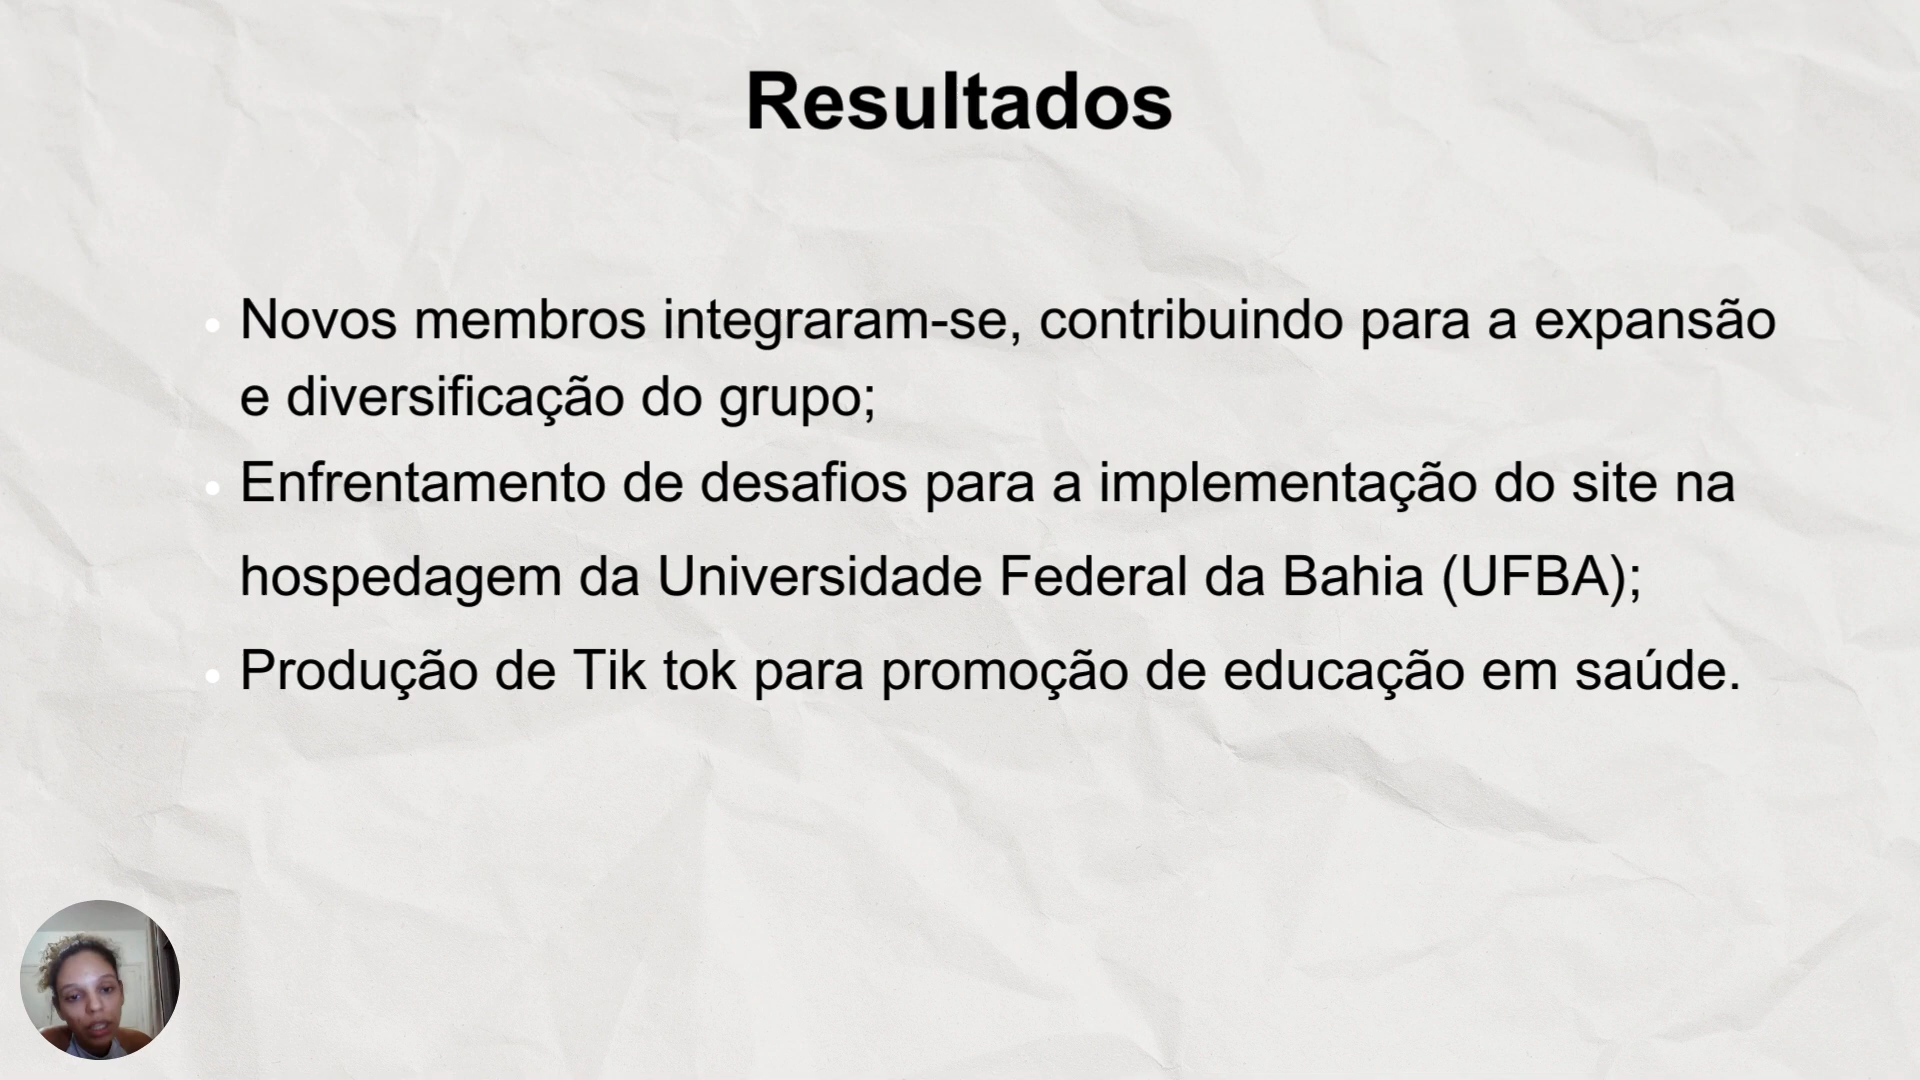 Resultados
Novos membros integraram-se, contribuindo para a expansão
e diversificação do grupo;
Enfrentamento de desafios para a implementação do site na
hospedagem da Universidade Federal da Bahia (UFBA);
Produção de Tik tok para promoção de educação em saúde.